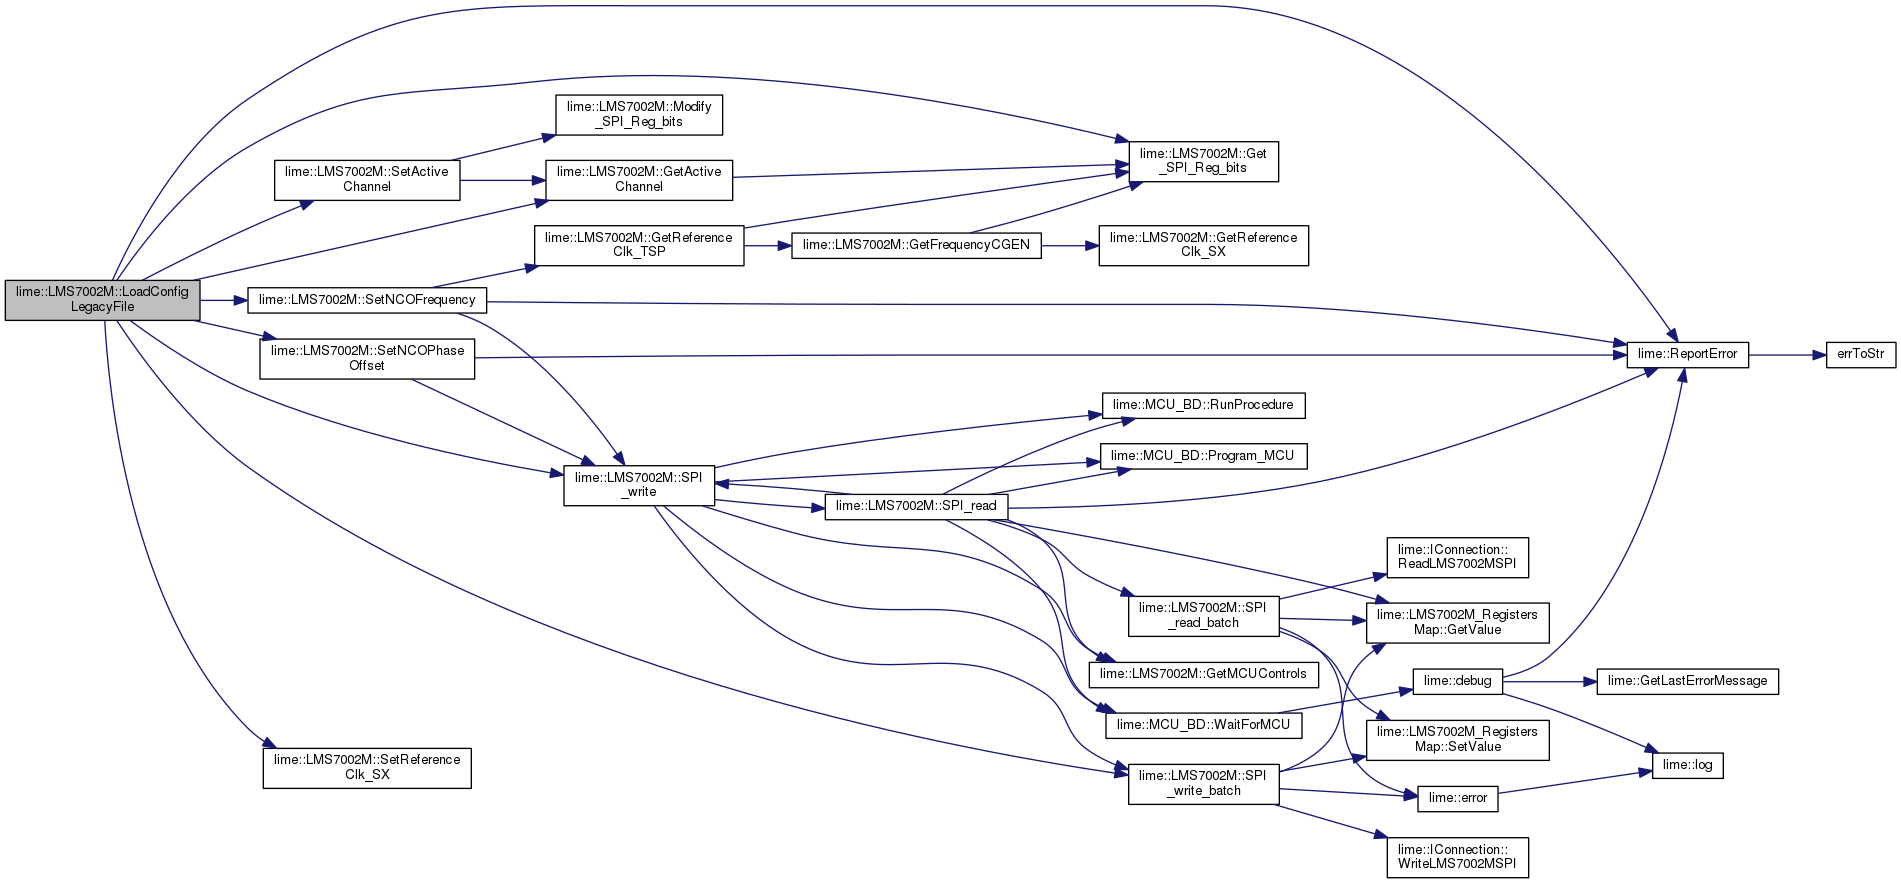 lime::LMS7002M::Modify
_SPI_Reg_bits
lime::LMS7002M::Get
_SPI_Reg_bits
lime::LMS7002M::SetActive
Channel
lime::LMS7002M::GetActive
Channel
lime::LMS7002M::GetReference
Clk_TSP
lime::LMS7002M::GetFrequencyCGEN
lime::LMS7002M::GetReference
Clk_SX
lime::LMS7002M::LoadConfig
LegacyFile
lime::LMS7002M::SetNCOFrequency
lime::LMS7002M::SetNCOPhase
Offset
lime::ReportError
errToStr
lime::MCU_BD::RunProcedure
lime::MCU_BD::Program_MCU
lime::LMS7002M::SPI
_write
lime::LMS7002M::SPI_read
lime::IConnection::
ReadLMS7002MSPI
lime::LMS7002M::SPI
_read_batch
lime::LMS7002M_Registers
Map::GetValue
lime::LMS7002M::GetMCUControls
lime::debug
lime::GetLastErrorMessage
lime::MCU_BD::WaitForMCU
lime::LMS7002M_Registers
Map::SetValue
lime::log
lime::LMS7002M::SetReference
Clk_SX
lime::LMS7002M::SPI
_write_batch
lime::error
lime::IConnection::
WriteLMS7002MSPI